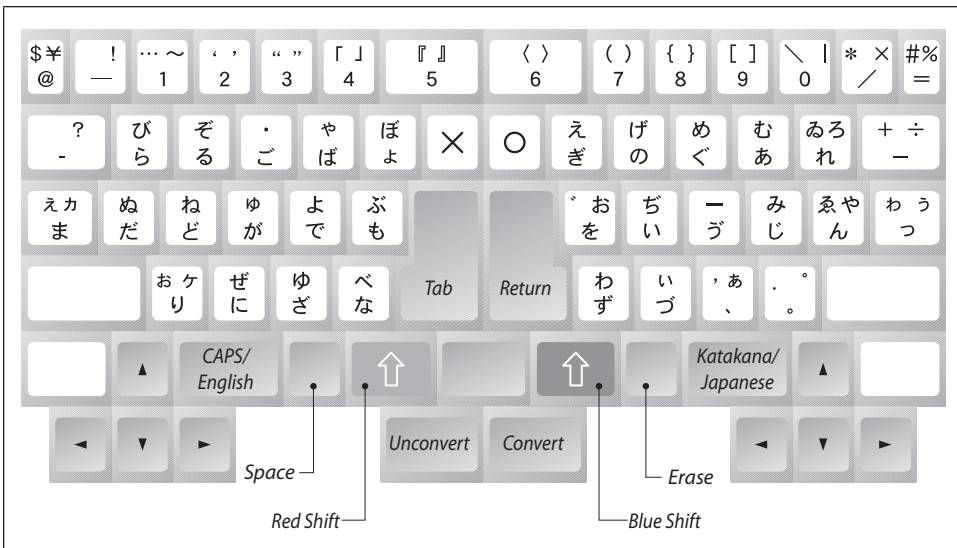 $¥ ! … ～ ‘ ’ “ ” 「 」 『 』 〈 〉 ( ) { } [ ] ＼ | * × #%
@ — 1 2 3 4 5 6 7 8 9 0 ／ =
? び ぞ ・ ゃ ぼ × ○ え げ め む ゐろ + ÷
- ら る ご ば ょ ぎ の ぐ あ れ −
ぇヵ ぬ ね ゅ よ ぶ ゛お ぢ ー み ゑや ゎ ぅ
ま だ ど が で も を い ゔ じ ん っ
ぉヶ ぜ ゆ べ わ ぃ ，ぁ . ゜
り に ざ な Tab Return ず づ 、 。
CAPS/ Katakana/
English Japanese
Unconvert Convert
Space Erase
Red Shift Blue Shift